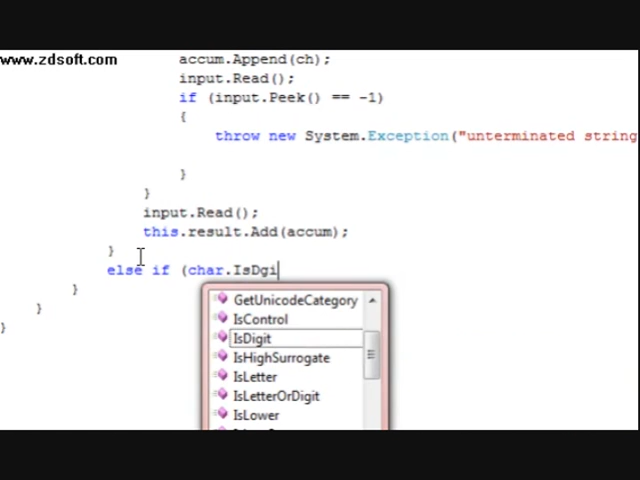 www.zdsoft.com
accum.Append(ch);
input.Read();
if (input.Peek() == -1)
{
throw new System.Exception("unterminated string
}
}
input.Read();
this.result.Add(accum);
}
else if (char.IsDgi
}
}
}
GetUnicodeCategory
IsControl
IsDigit
IsHighSurrogate
IsLetter
IsLetterOrDigit
IsLower